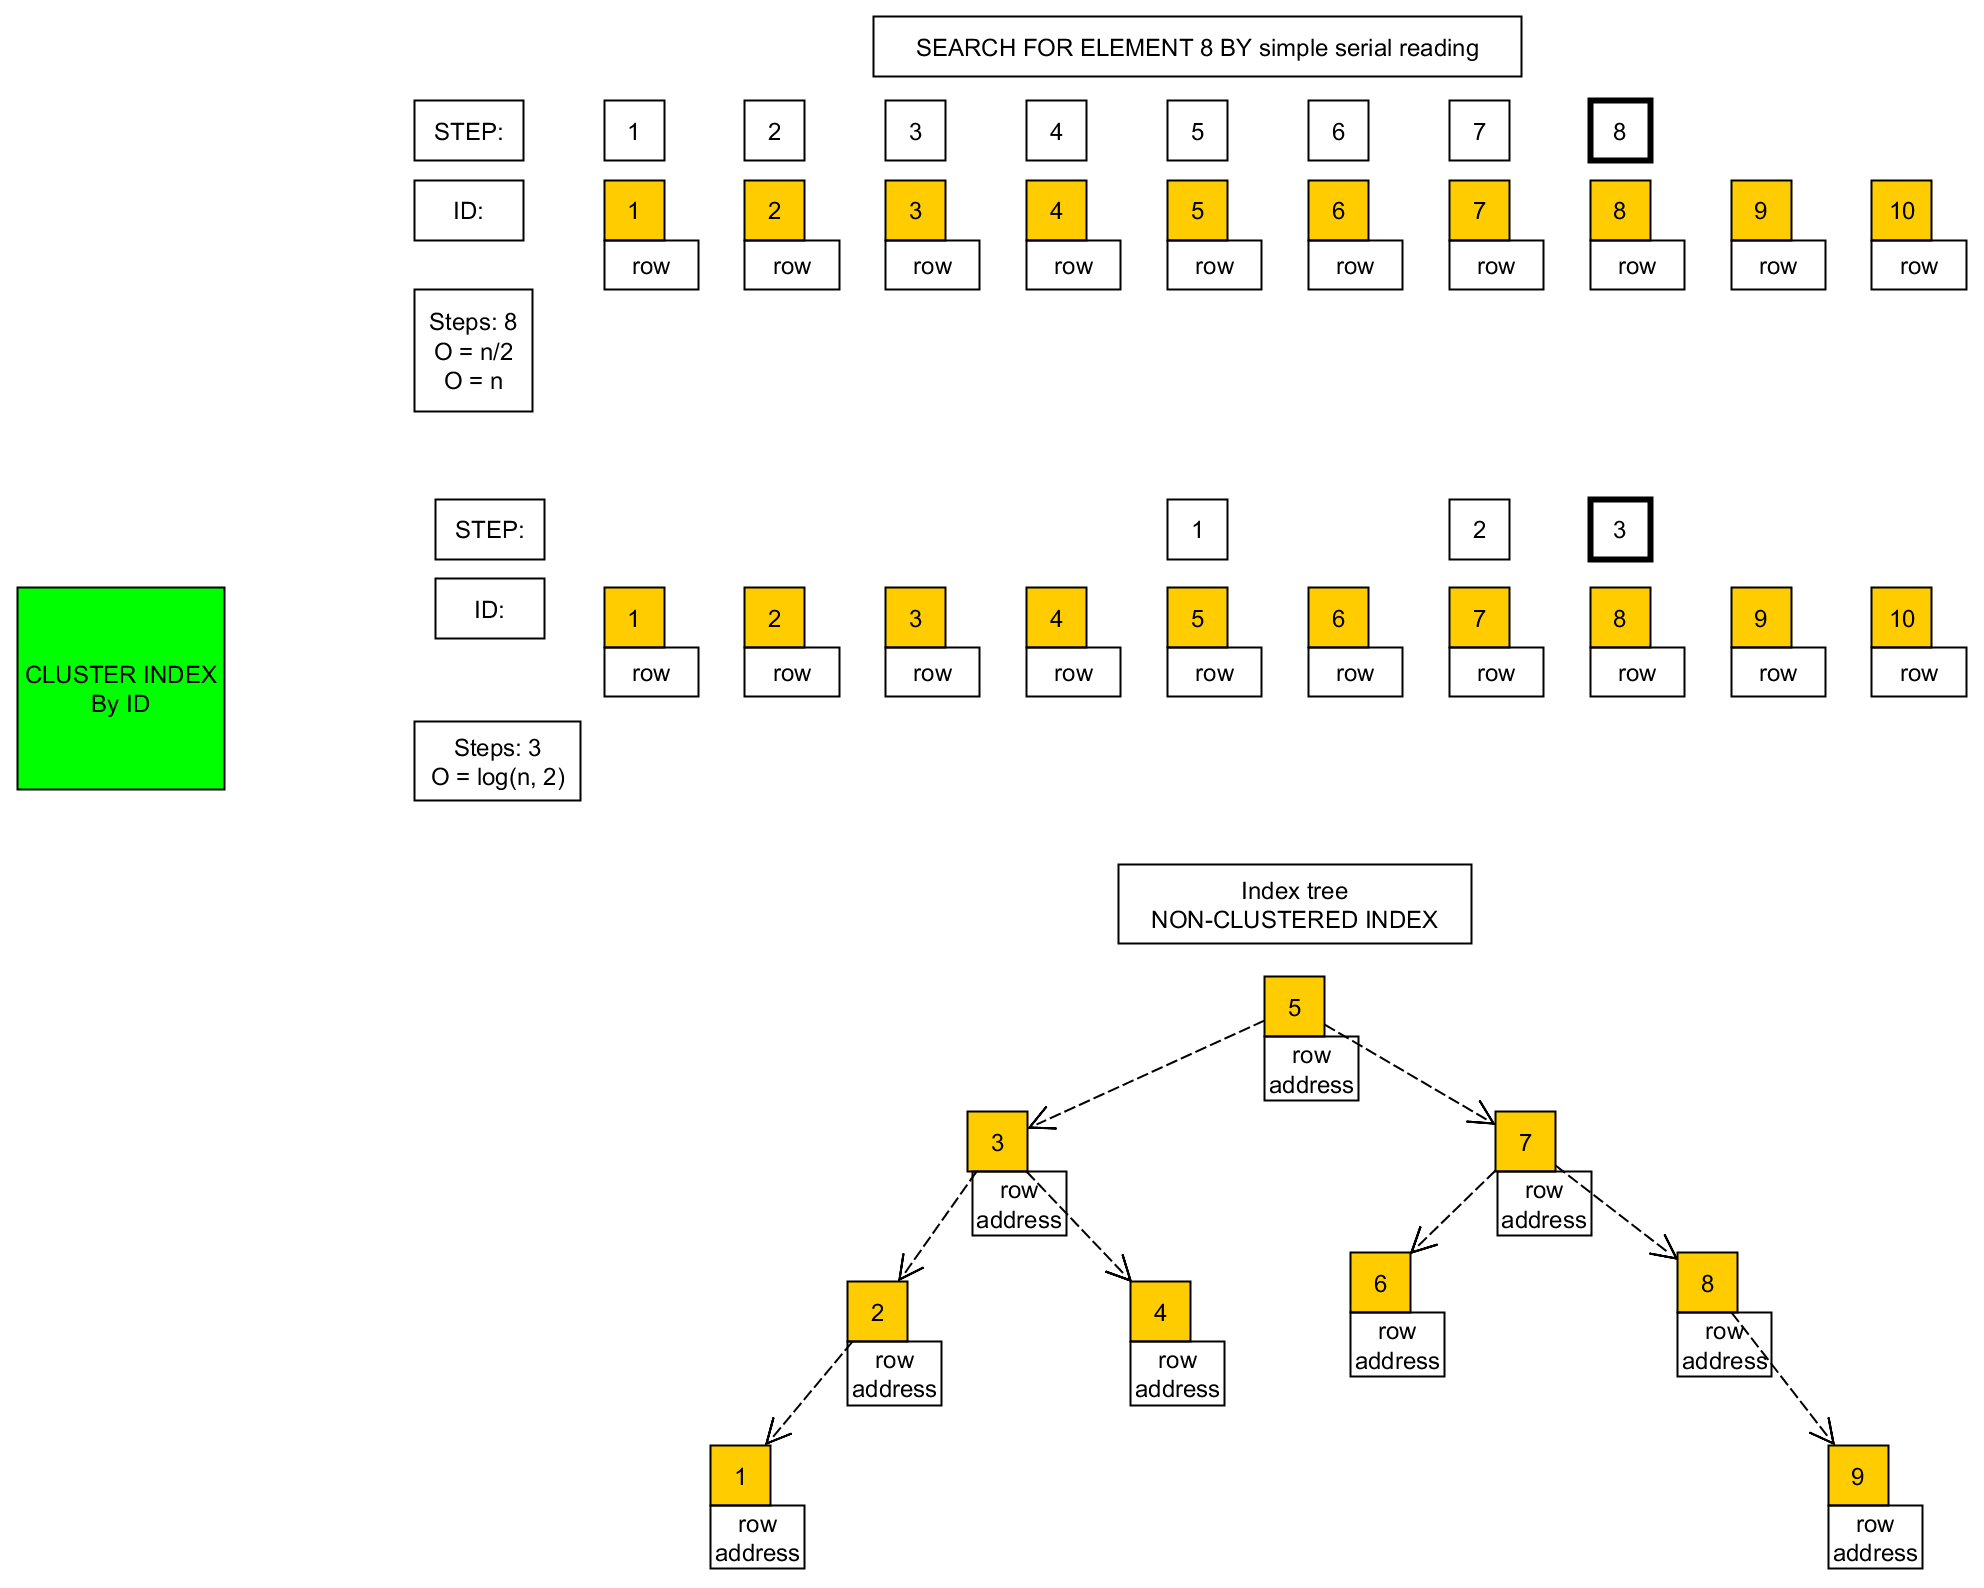 SEARCH FOR ELEMENT 8 BY simple serial reading
STEP: 1 2 3 4 5 6 7 8
ID: 1 2 3 4 5 6 7 8 9 10
row row row row row row row row row row
Steps: 8
O = n/2
O = n
STEP: 1 2 3
ID: 1 2 3 4 5 6 7 8 9 10
row row row row row row row row row row
CLUSTER INDEX
By ID
Steps: 3
O = log(n, 2)
Index tree
NON-CLUSTERED INDEX
5
row
address
3
row
address
7
row
address
2
row
address
4
row
address
6
row
address
8
row
address
1
row
address
9
row
address